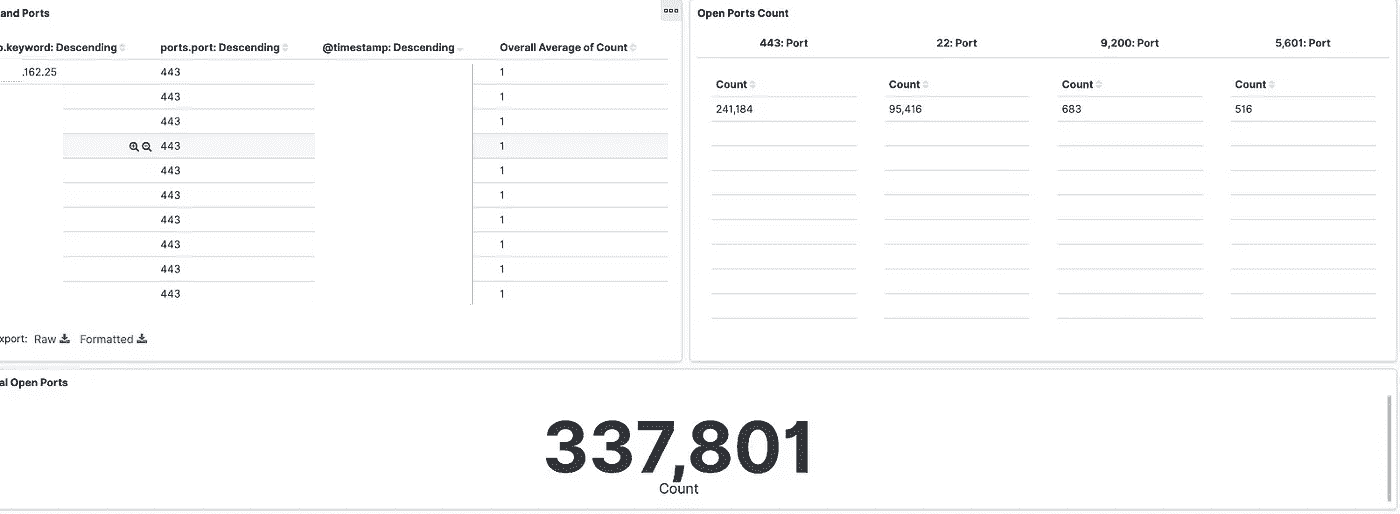 and Ports
o.keyword: Descending ports.port: Descending @timestamp: Descending Overall Average of Count
.162.25 443 1
443 1
443 1
443 1
443 1
443 1
443 1
443 1
443 1
443 1
xport: Raw Formatted
Open Ports Count
443: Port 22: Port 9,200: Port 5,601: Port
Count Count Count Count
241,184 95,416 683 516
al Open Ports
337,801
Count